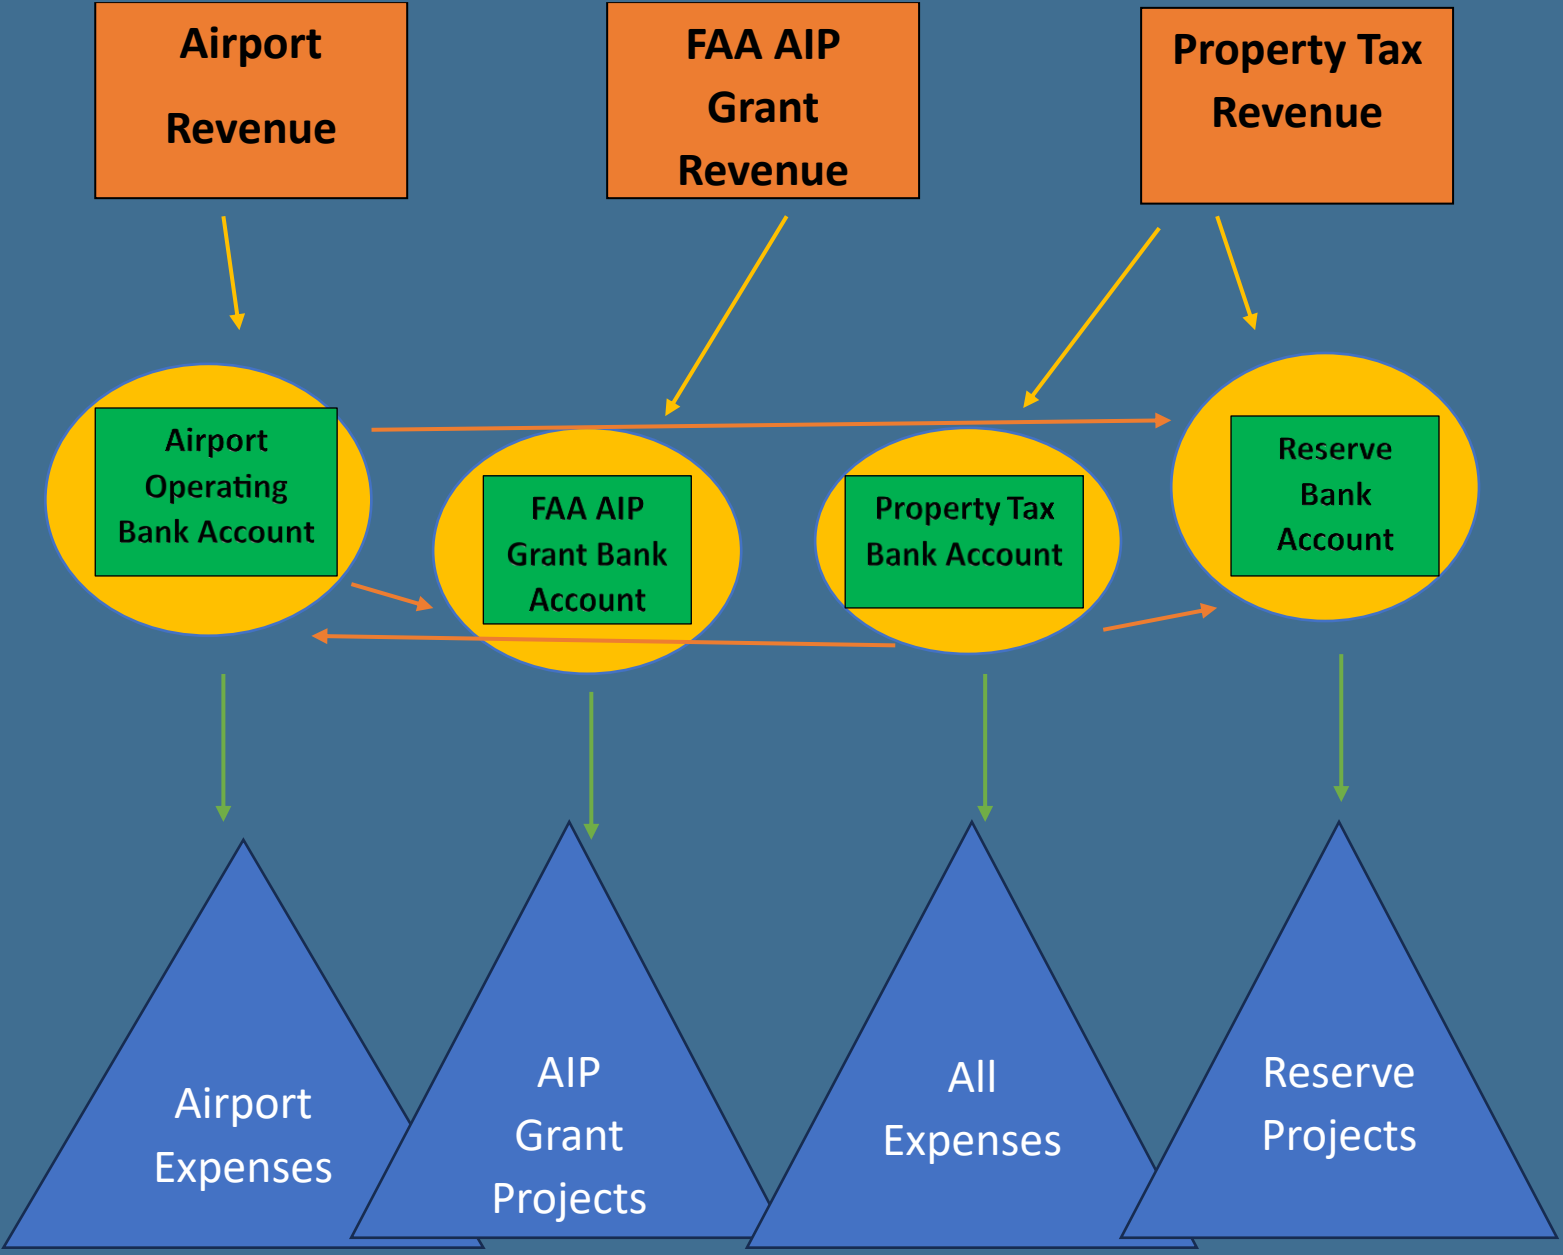 Airport
Revenue
FAA AIP
Grant
Revenue
Property Tax
Revenue
Airport
Operating
Bank Account
FAA AIP
Grant Bank
Account
Property Tax
Bank Account
Reserve
Bank
Account
Airport
Expenses
AIP
Grant
Projects
All
Expenses
Reserve
Projects